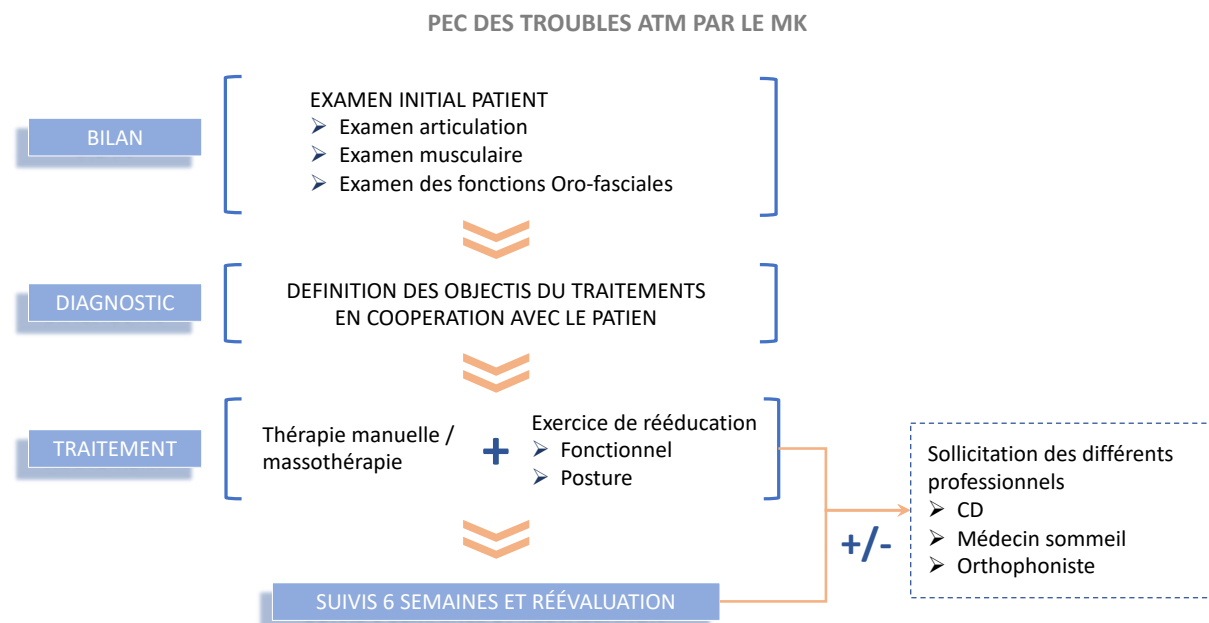 PEC DES TROUBLES ATM PAR LE MK
BILAN
EXAMEN INITIAL PATIENT
➢ Examen articulation
➢ Examen musculaire
➢ Examen des fonctions Oro-fasciales
DIAGNOSTIC
DEFINITION DES OBJECTIS DU TRAITEMENTS
EN COOPERATION AVEC LE PATIEN
TRAITEMENT
Thérapie manuelle /
massothérapie
+
Exercice de rééducation
➢ Fonctionnel
➢ Posture
+/-
Sollicitation des différents
professionnels
➢ CD
➢ Médecin sommeil
➢ Orthophoniste
SUIVIS 6 SEMAINES ET RÉÉVALUATION